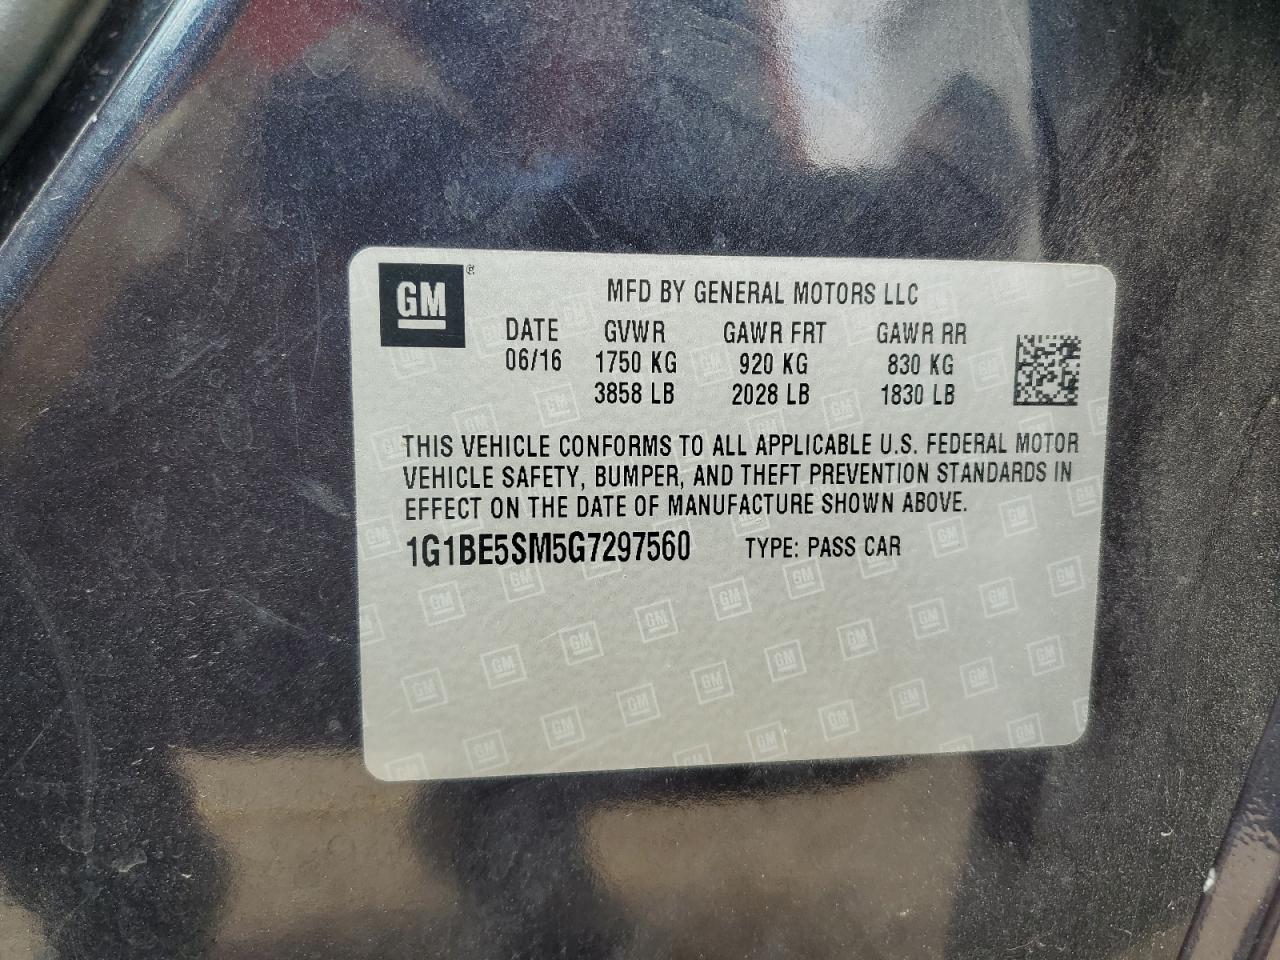 GM ®
MFD BY GENERAL MOTORS LLC
DATE GVWR GAWR FRT GAWR RR
06/16 1750 KG 920 KG 830 KG
3858 LB 2028 LB 1830 LB
THIS VEHICLE CONFORMS TO ALL APPLICABLE U.S. FEDERAL MOTOR
VEHICLE SAFETY, BUMPER, AND THEFT PREVENTION STANDARDS IN
EFFECT ON THE DATE OF MANUFACTURE SHOWN ABOVE.
1G1BE5SM5G7297560 TYPE: PASS CAR